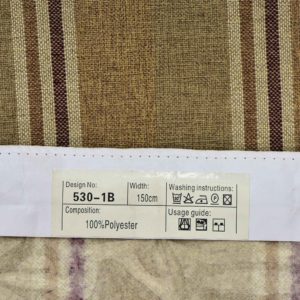 Design No: Width: Washing instructions:
530-1B 150cm
Composition: Usage guide:
100%Polyester